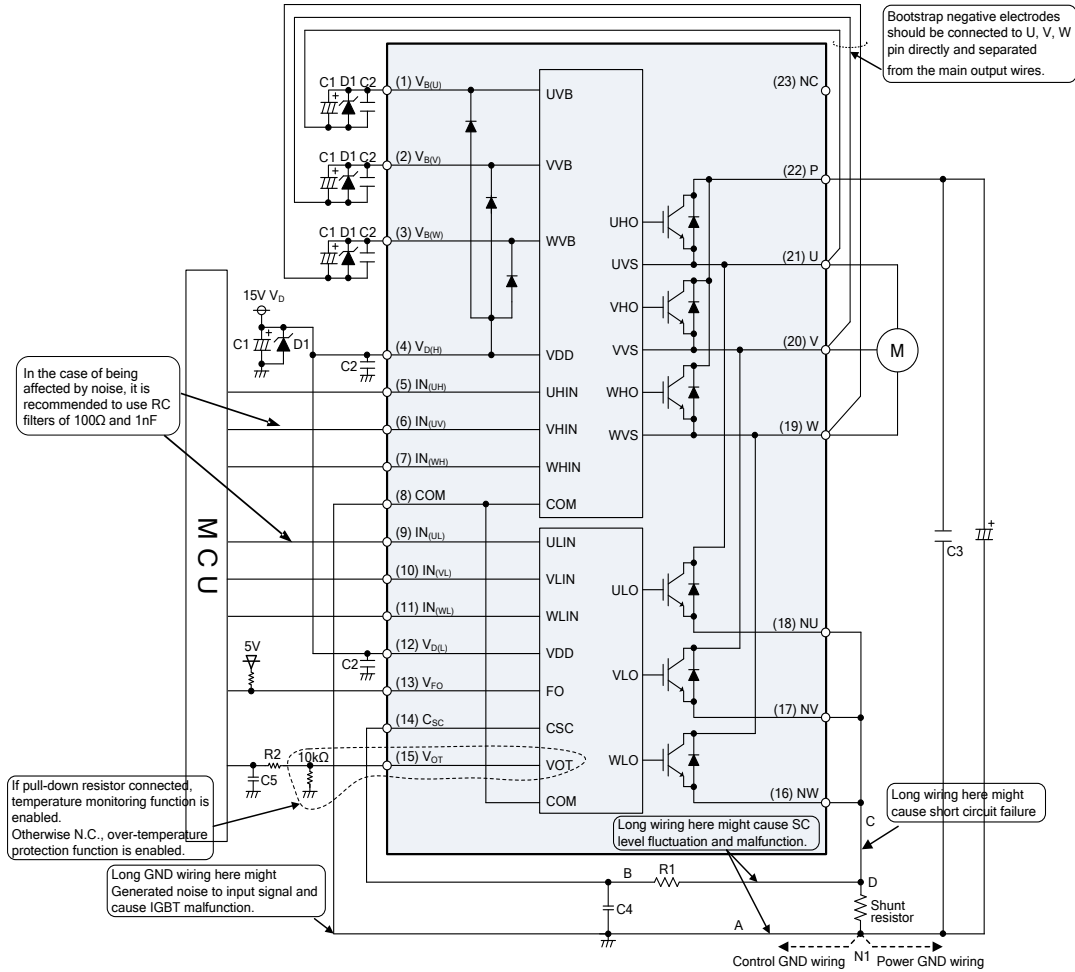 Bootstrap negative electrodes
should be connected to U, V, W
pin directly and separated
from the main output wires.
(23) NC
C1 D1 C2
(1) VB(U)
UVB
C1 D1 C2
(2) VB(V)
VVB
(22) P
C1 D1 C2
(3) VB(W)
WVB
UHO
UVS
(21) U
15V VD
VHO
C1
D1
C2
(4) VD(H)
VDD
VVS
(20) V
M
In the case of being
affected by noise, it is
recommended to use RC
filters of 100Ω and 1nF
(5) IN(UH)
UHIN
WHO
(6) IN(UV)
VHIN
WVS
(19) W
(7) IN(WH)
WHIN
(8) COM
COM
MCU
(9) IN(UL)
ULIN
C3
(10) IN(VL)
VLIN
ULO
(11) IN(WL)
WLIN
(18) NU
5V
C2
(12) VD(L)
VDD
(13) VFO
FO
VLO
(14) CSC
CSC
(17) NV
R2
10kΩ
(15) VOT
VOT
WLO
C5
COM
(16) NW
If pull-down resistor connected,
temperature monitoring function is
enabled.
Otherwise N.C., over-temperature
protection function is enabled.
Long wiring here might
cause short circuit failure
C
Long wiring here might cause SC
level fluctuation and malfunction.
Long GND wiring here might
Generated noise to input signal and
cause IGBT malfunction.
B
R1
D
C4
Shunt
resistor
A
Control GND wiring
N1
Power GND wiring